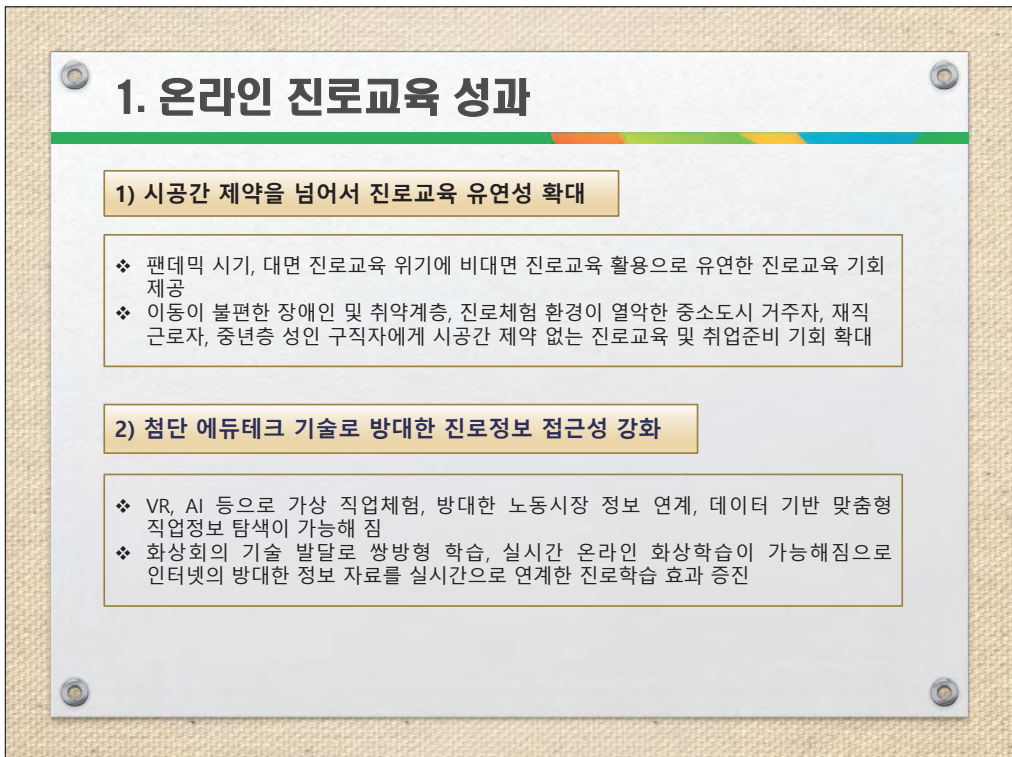 1. 온라인 진로교육 성과
1) 시공간 제약을 넘어서 진로교육 유연성 확대
❖ 팬데믹 시기, 대면 진로교육 위기에 비대면 진로교육 활용으로 유연한 진로교육 기회
제공
❖ 이동이 불편한 장애인 및 취약계층, 진로체험 환경이 열악한 중소도시 거주자, 재직
근로자, 중년층 성인 구직자에게 시공간 제약 없는 진로교육 및 취업준비 기회 확대
2) 첨단 에듀테크 기술로 방대한 진로정보 접근성 강화
❖ VR, AI 등으로 가상 직업체험, 방대한 노동시장 정보 연계, 데이터 기반 맞춤형
직업정보 탐색이 가능해 짐
❖ 화상회의 기술 발달로 쌍방형 학습, 실시간 온라인 화상학습이 가능해짐으로
인터넷의 방대한 정보 자료를 실시간으로 연계한 진로학습 효과 증진